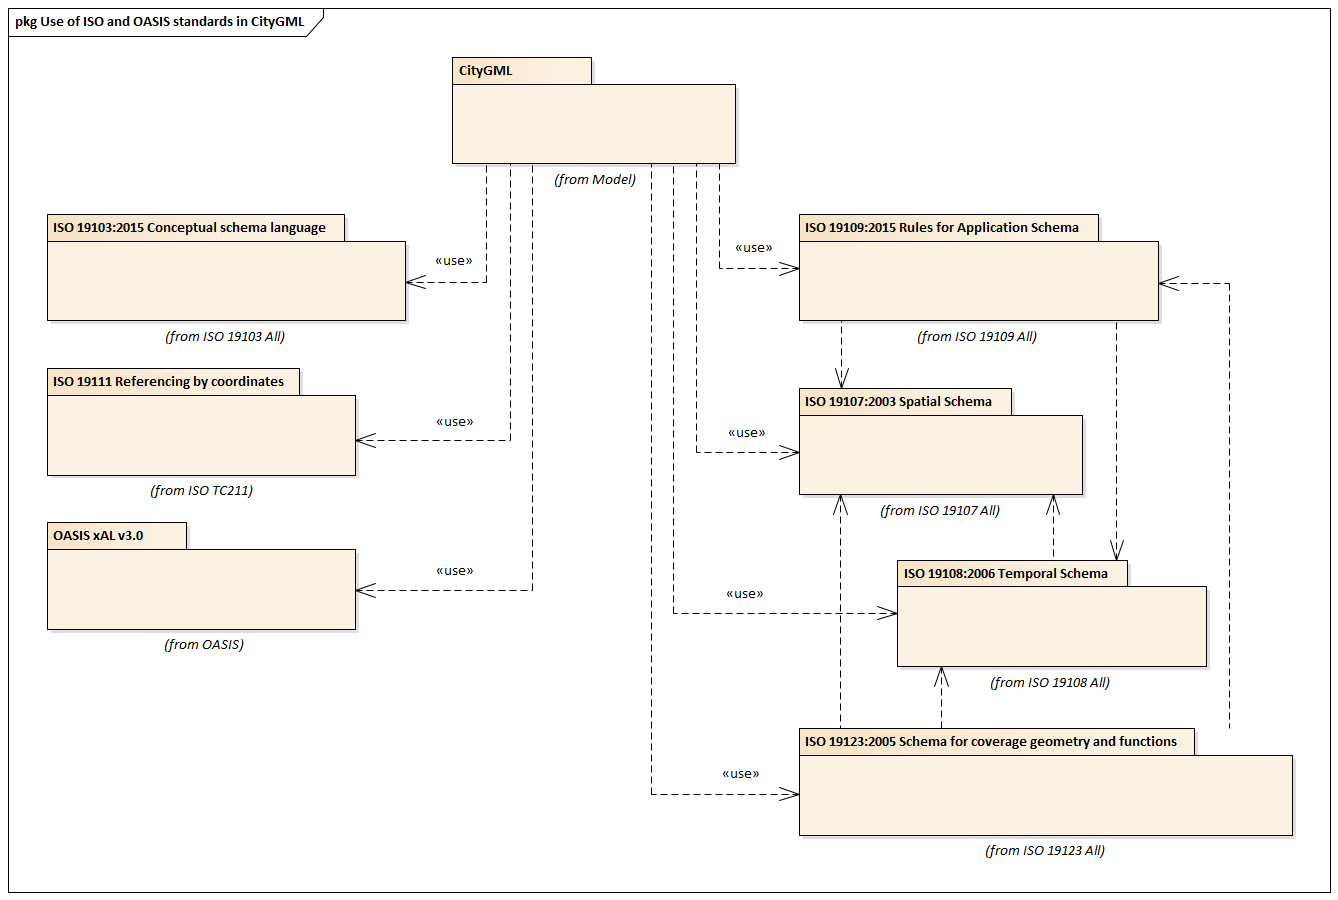 pkg Use of ISO and OASIS standards in CityGML
CityGML
(from Model)
ISO 19103:2015 Conceptual schema language
«use»
(from ISO 19103 All)
ISO 19111 Referencing by coordinates
«use»
(from ISO TC211)
OASIS xAL v3.0
«use»
(from OASIS)
ISO 19109:2015 Rules for Application Schema
«use»
(from ISO 19109 All)
ISO 19107:2003 Spatial Schema
«use»
(from ISO 19107 All)
ISO 19108:2006 Temporal Schema
«use»
(from ISO 19108 All)
ISO 19123:2005 Schema for coverage geometry and functions
«use»
(from ISO 19123 All)